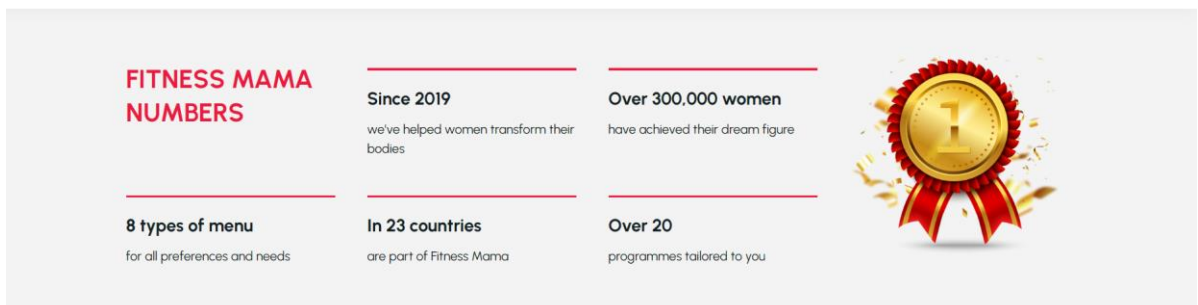 FITNESS MAMA
NUMBERS
Since 2019
we've helped women transform their
bodies
Over 300,000 women
have achieved their dream figure
1
8 types of menu
for all preferences and needs
In 23 countries
are part of Fitness Mama
Over 20
programmes tailored to you